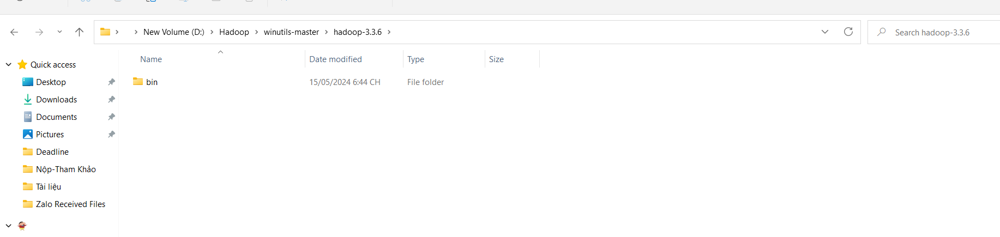 New Volume (D:) Hadoop winutils-master hadoop-3.3.6
Search hadoop-3.3.6
Name Date modified Type Size
Quick access
bin 15/05/2024 6:44 CH File folder
Desktop
Downloads
Documents
Pictures
Deadline
Nộp-Tham Khảo
Tài liệu
Zalo Received Files